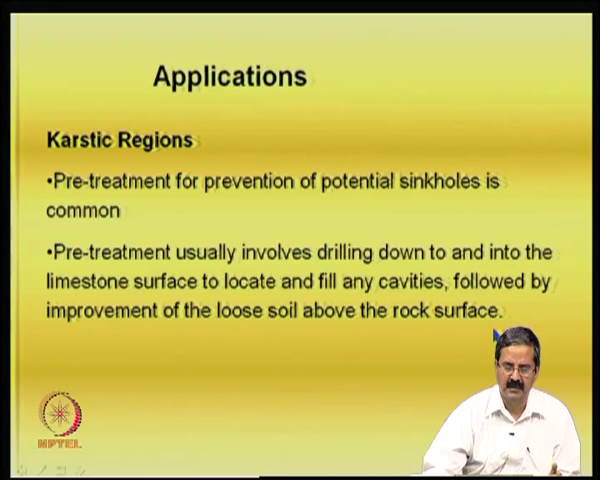 Applications
Karstic Regions
•Pre-treatment for prevention of potential sinkholes is
common
•Pre-treatment usually involves drilling down to and into the
limestone surface to locate and fill any cavities, followed by
improvement of the loose soil above the rock surface.
NPTEL